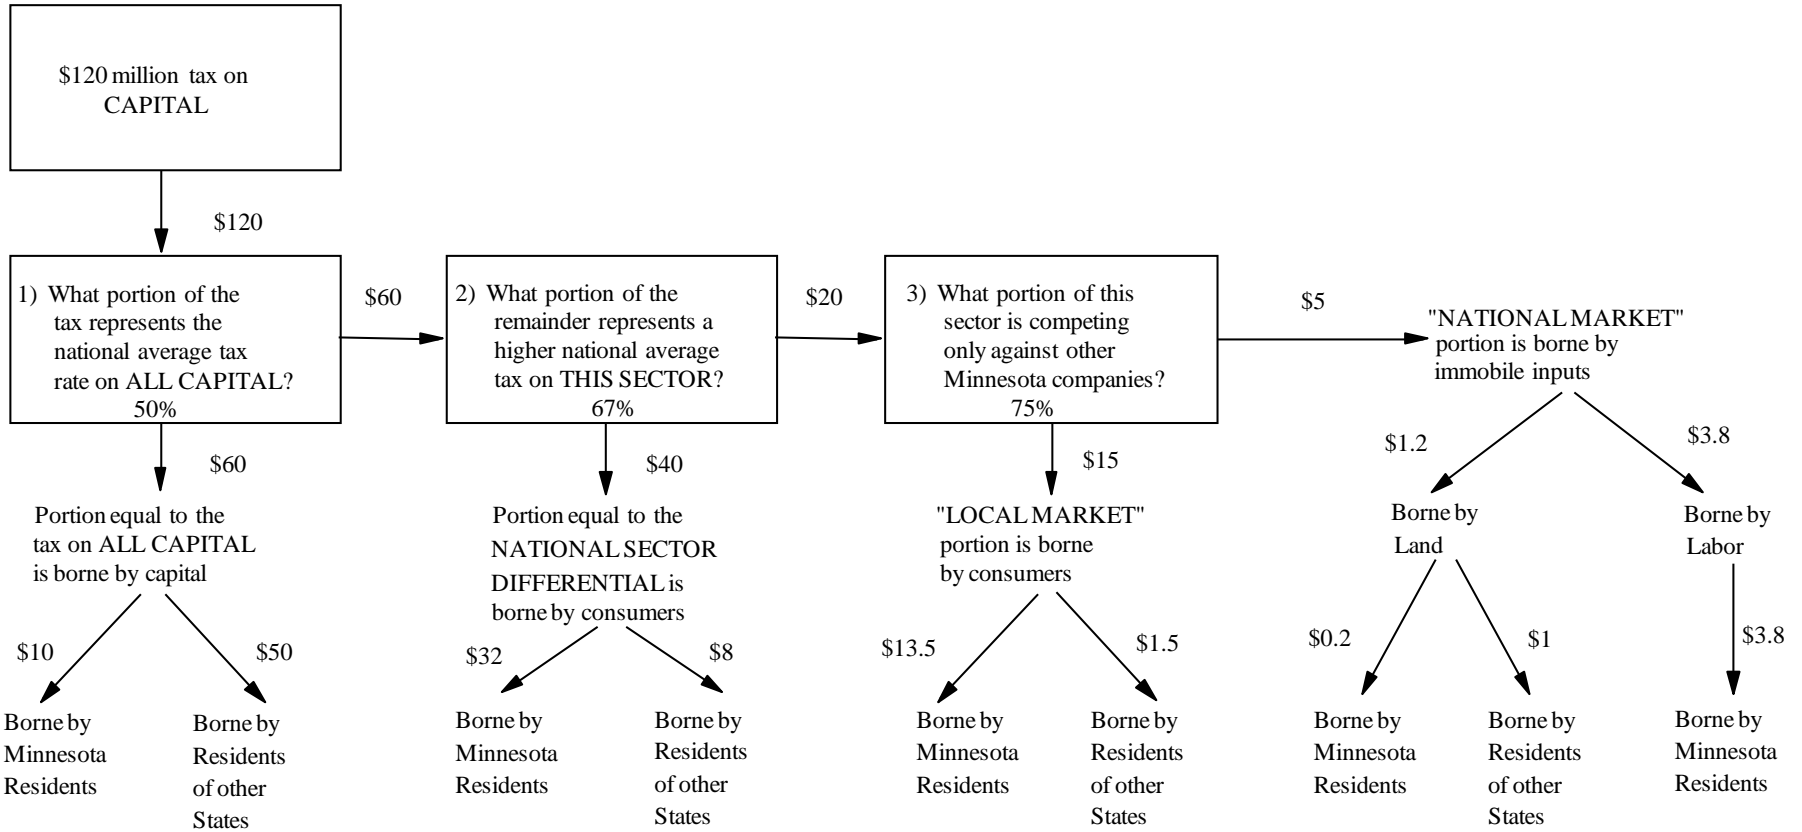 $120 million tax on
CAPITAL
$120
1) What portion of the
tax represents the
national average tax
rate on ALL CAPITAL?
50%
$60
2) What portion of the
remainder represents a
higher national average
tax on THIS SECTOR?
67%
$20
3) What portion of this
sector is competing
only against other
Minnesota companies?
75%
$5
"NATIONAL MARKET"
portion is borne by
immobile inputs
$60
Portion equal to the
tax on ALL CAPITAL
is borne by capital
$40
Portion equal to the
NATIONAL SECTOR
DIFFERENTIAL is
borne by consumers
$15
"LOCAL MARKET"
portion is borne
by consumers
$1.2
Borne by
Land
$3.8
Borne by
Labor
$10
Borne by
Minnesota
Residents
$50
Borne by
Residents
of other
States
$32
Borne by
Minnesota
Residents
$8
Borne by
Residents
of other
States
$13.5
Borne by
Minnesota
Residents
$1.5
Borne by
Residents
of other
States
$0.2
Borne by
Minnesota
Residents
$1
Borne by
Residents
of other
States
$3.8
Borne by
Minnesota
Residents